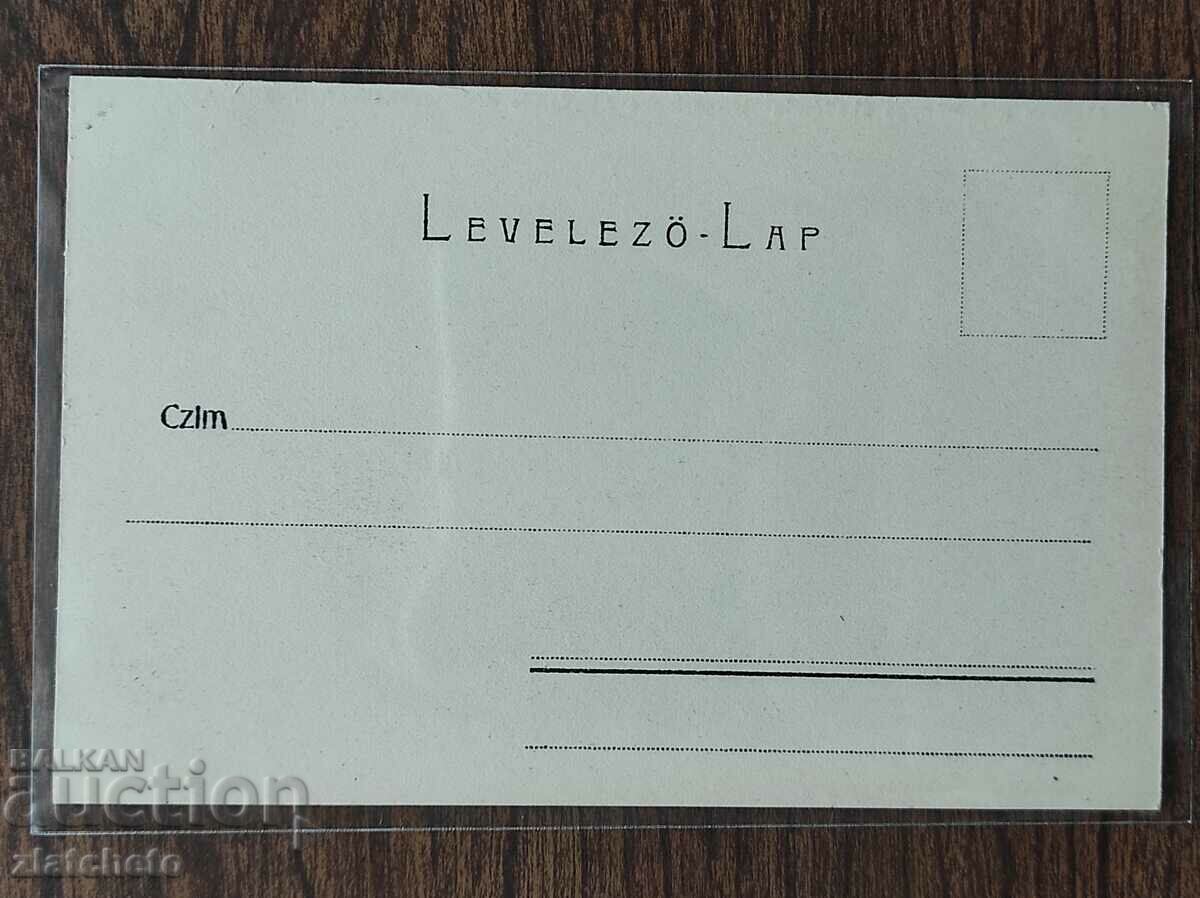 LEVELEZÖ-LAP
Czim
BALKAN
auction
zlatchefo